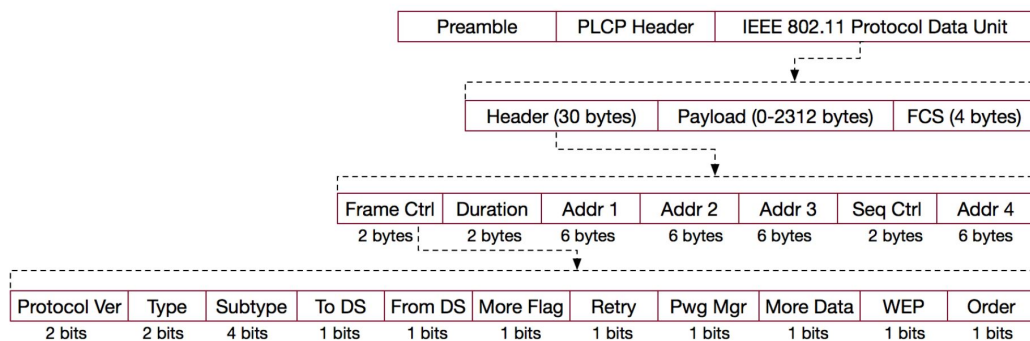 Preamble PLCP Header IEEE 802.11 Protocol Data Unit
Header (30 bytes) Payload (0-2312 bytes) FCS (4 bytes)
Frame Ctrl Duration Addr 1 Addr 2 Addr 3 Seq Ctrl Addr 4
2 bytes 2 bytes 6 bytes 6 bytes 6 bytes 2 bytes 6 bytes
Protocol Ver Type Subtype To DS From DS More Flag Retry Pwg Mgr More Data WEP Order
2 bits 2 bits 4 bits 1 bits 1 bits 1 bits 1 bits 1 bits 1 bits 1 bits 1 bits